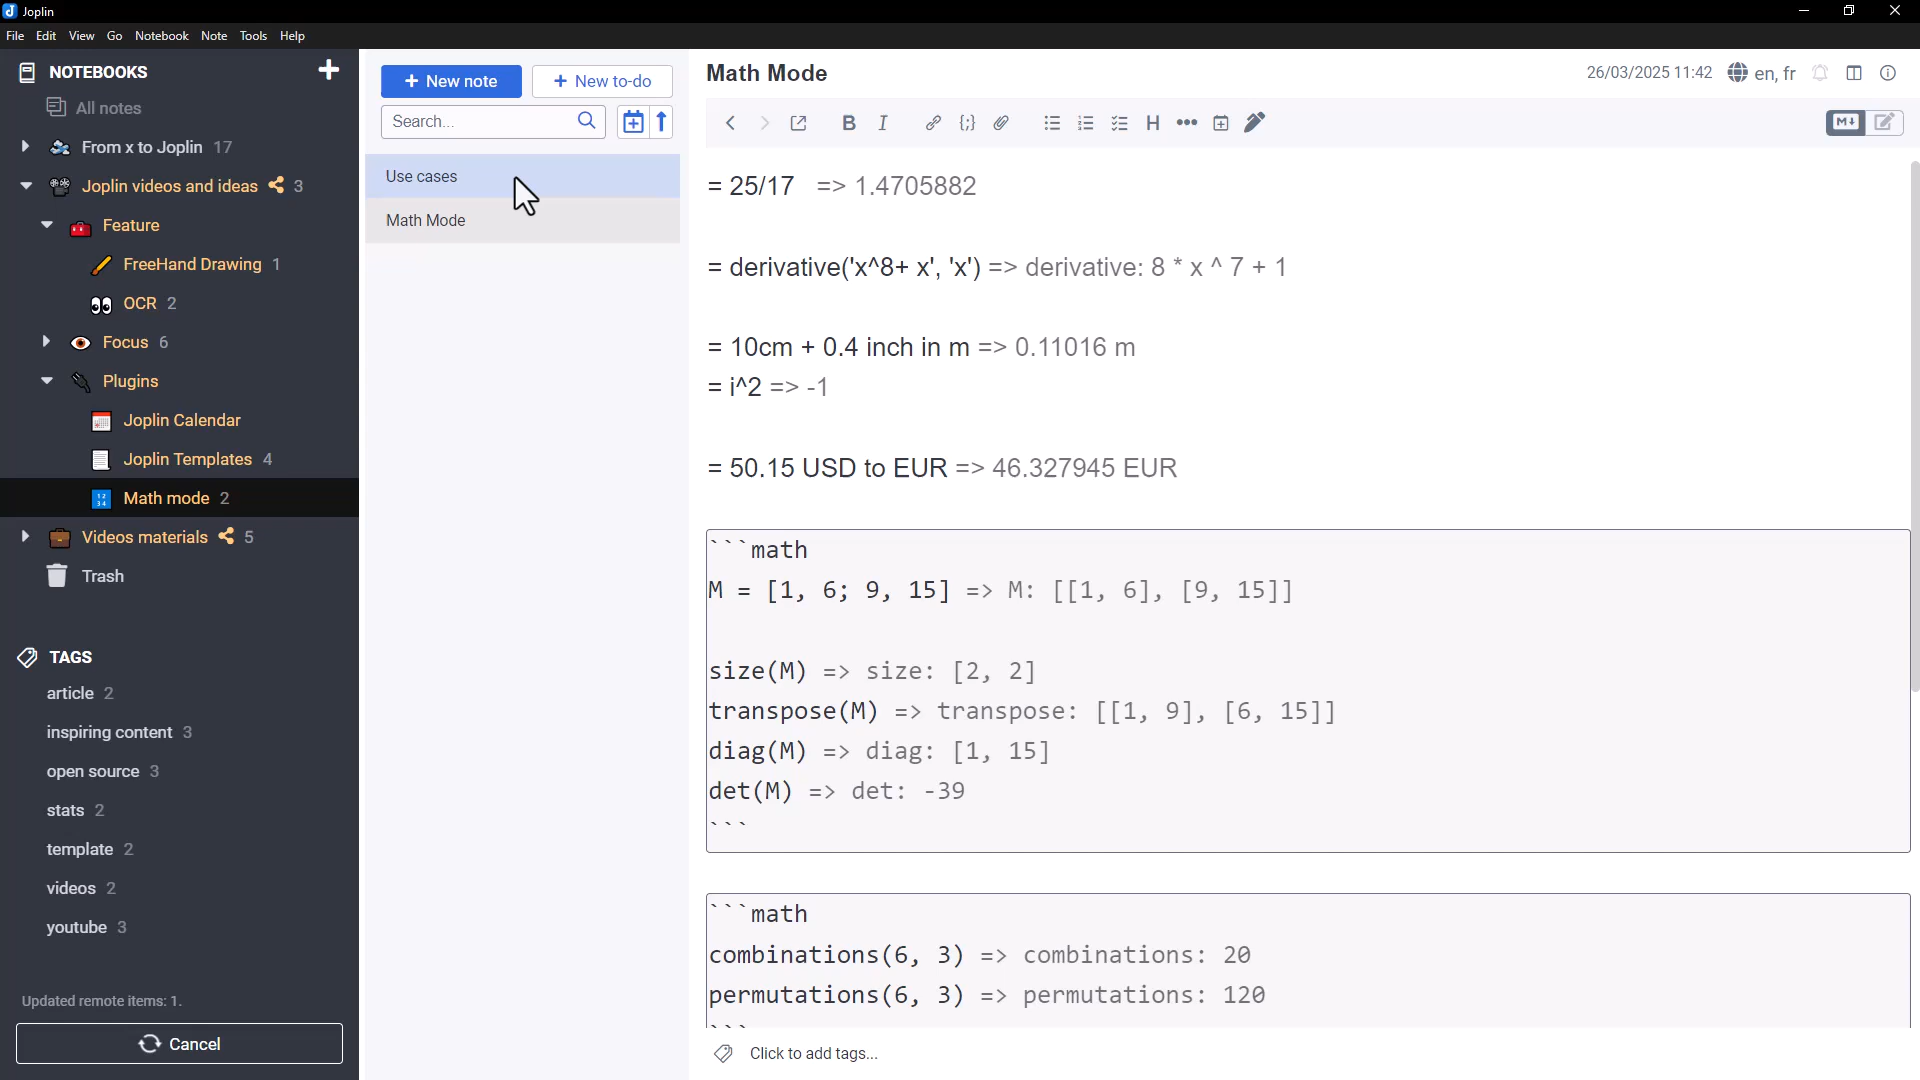 Joplin
File Edit View Go Notebook Note Tools Help
NOTEBOOKS
All notes
From x to Joplin 17
Joplin videos and ideas 3
Feature
FreeHand Drawing 1
OCR 2
Focus 6
Plugins
Joplin Calendar
Joplin Templates 4
Math mode 2
Videos materials 5
Trash
TAGS
article 2
inspiring content 3
open source 3
stats 2
template 2
videos 2
youtube 3
Updated remote items: 1.
Cancel
+ New note + New to-do
Search...
Use cases
Math Mode
Math Mode
26/03/2025 11:42 en, fr
= 25/17 => 1.4705882
= derivative('x^8+ x', 'x') => derivative: 8 * x ^ 7 + 1
= 10cm + 0.4 inch in m => 0.11016 m
= i^2 => -1
= 50.15 USD to EUR => 46.327945 EUR
```math
M = [1, 6; 9, 15] => M: [[1, 6], [9, 15]]
size(M) => size: [2, 2]
transpose(M) => transpose: [[1, 9], [6, 15]]
diag(M) => diag: [1, 15]
det(M) => det: -39
```
```math
combinations(6, 3) => combinations: 20
permutations(6, 3) => permutations: 120
```
Click to add tags...